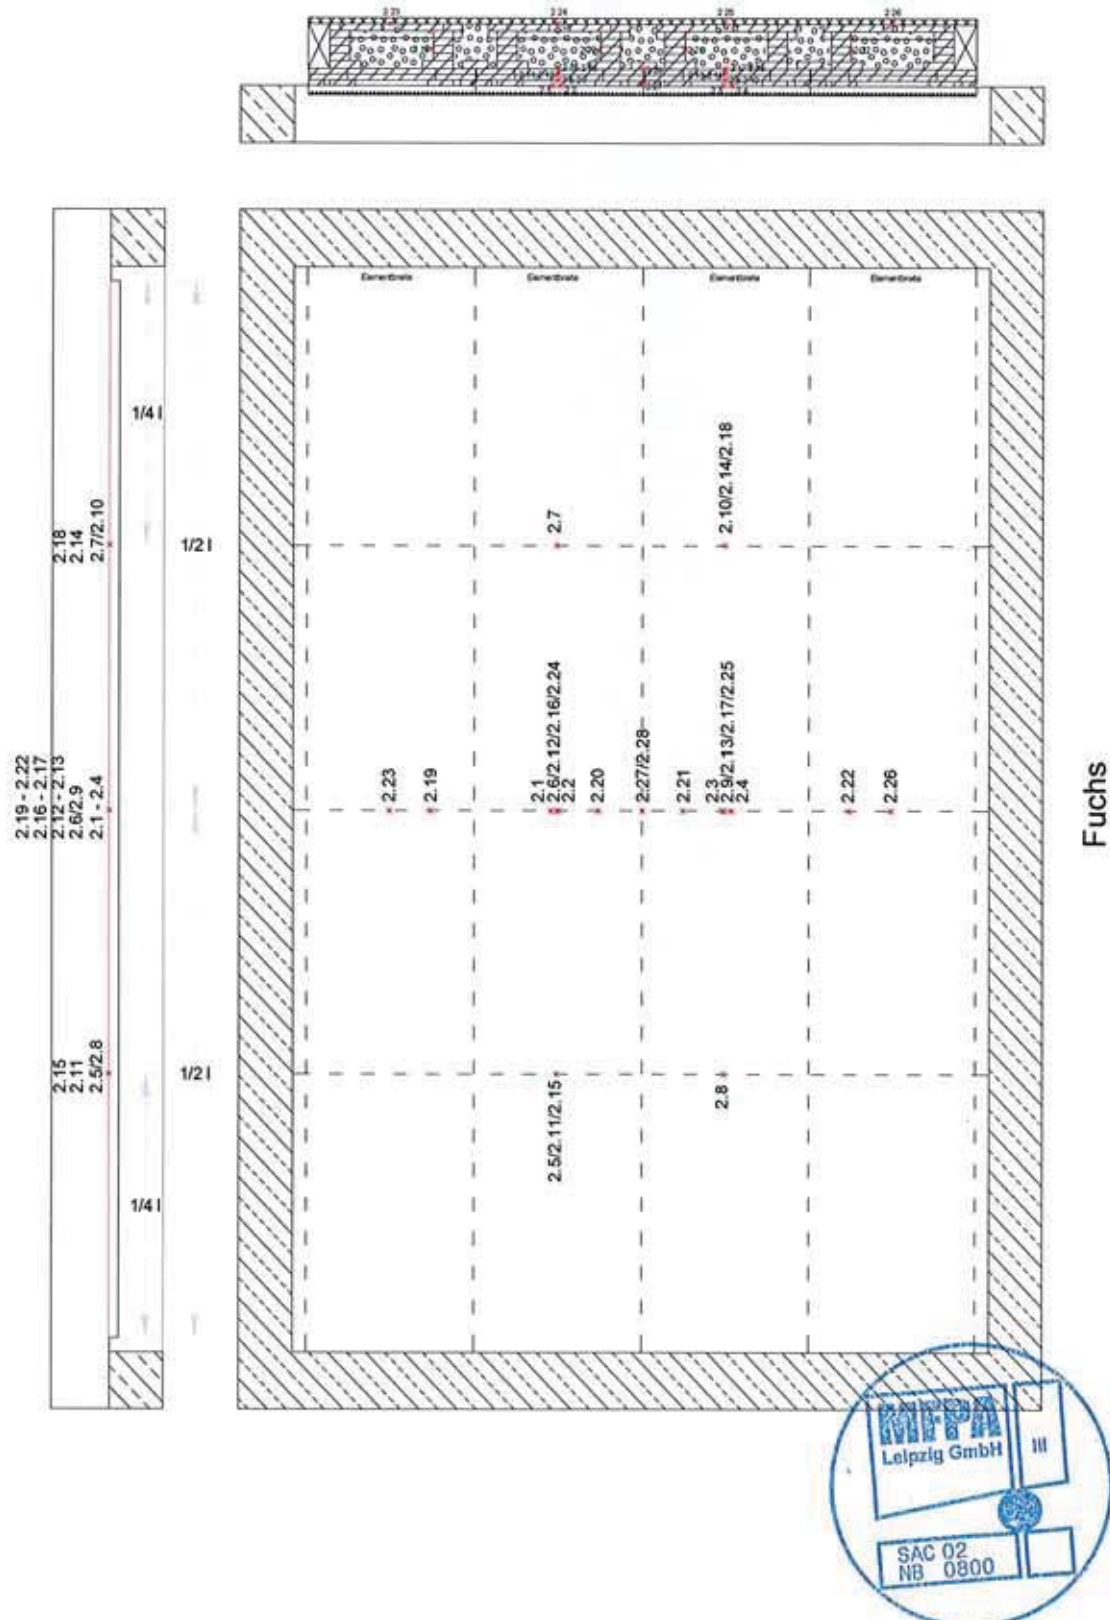 2.23
2.24
2.25
2.26
Elementbreite
Elementbreite
Elementbreite
Elementbreite
1/4 l
1/2 l
2.18
2.14
2.7/2.10
2.7
2.10/2.14/2.18
2.19 - 2.22
2.16 - 2.17
2.12 - 2.13
2.6/2.9
2.1 - 2.4
2.23
2.19
2.1
2.6/2.12/2.16/2.24
2.2
2.20
2.27/2.28
2.21
2.3
2.9/2.13/2.17/2.25
2.4
2.22
2.26
Fuchs
2.15
2.11
2.5/2.8
1/2 l
2.5/2.11/2.15
2.8
1/4 l
MFPA
Leipzig GmbH
III
SAC 02
NB 0800